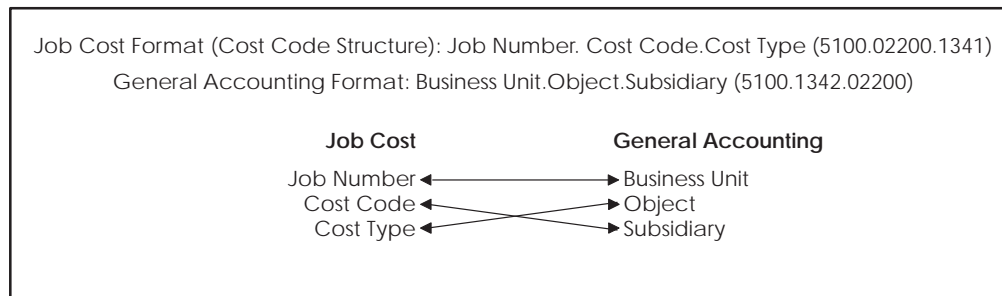 Job Cost Format (Cost Code Structure): Job Number. Cost Code.Cost Type (5100.02200.1341)
General Accounting Format: Business Unit.Object.Subsidiary (5100.1342.02200)
Job Cost General Accounting
Job Number Business Unit
Cost Code Object
Cost Type Subsidiary